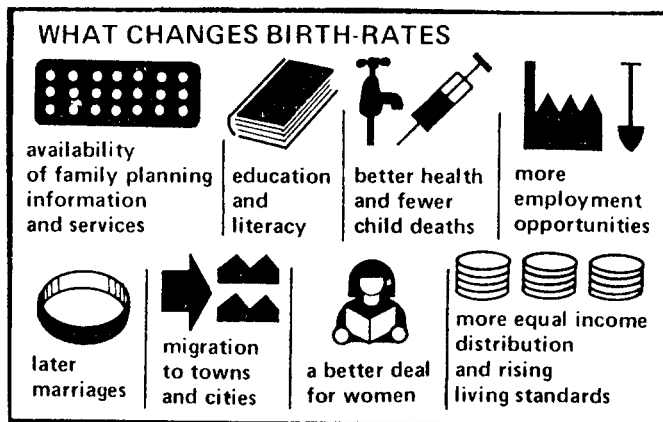 WHAT CHANGES BIRTH-RATES
availability
of family planning
information
and services
education
and
literacy
better health
and fewer
child deaths
more
employment
opportunities
later
marriages
migration
to towns
and cities
a better deal
for women
more equal income
distribution
and rising
living standards